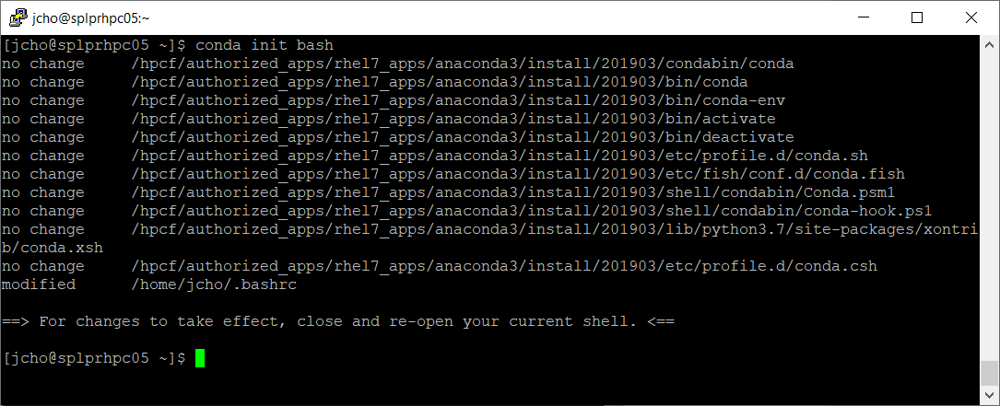 jcho@splprhpc05:~
[jcho@splprhpc05 ~]$ conda init bash
no change     /hpcf/authorized_apps/rhel7_apps/anaconda3/install/201903/condabin/conda
no change     /hpcf/authorized_apps/rhel7_apps/anaconda3/install/201903/bin/conda
no change     /hpcf/authorized_apps/rhel7_apps/anaconda3/install/201903/bin/conda-env
no change     /hpcf/authorized_apps/rhel7_apps/anaconda3/install/201903/bin/activate
no change     /hpcf/authorized_apps/rhel7_apps/anaconda3/install/201903/bin/deactivate
no change     /hpcf/authorized_apps/rhel7_apps/anaconda3/install/201903/etc/profile.d/conda.sh
no change     /hpcf/authorized_apps/rhel7_apps/anaconda3/install/201903/etc/fish/conf.d/conda.fish
no change     /hpcf/authorized_apps/rhel7_apps/anaconda3/install/201903/shell/condabin/Conda.psm1
no change     /hpcf/authorized_apps/rhel7_apps/anaconda3/install/201903/shell/condabin/conda-hook.ps1
no change     /hpcf/authorized_apps/rhel7_apps/anaconda3/install/201903/lib/python3.7/site-packages/xontri
b/conda.xsh
no change     /hpcf/authorized_apps/rhel7_apps/anaconda3/install/201903/etc/profile.d/conda.csh
modified      /home/jcho/.bashrc
==> For changes to take effect, close and re-open your current shell. <==
[jcho@splprhpc05 ~]$